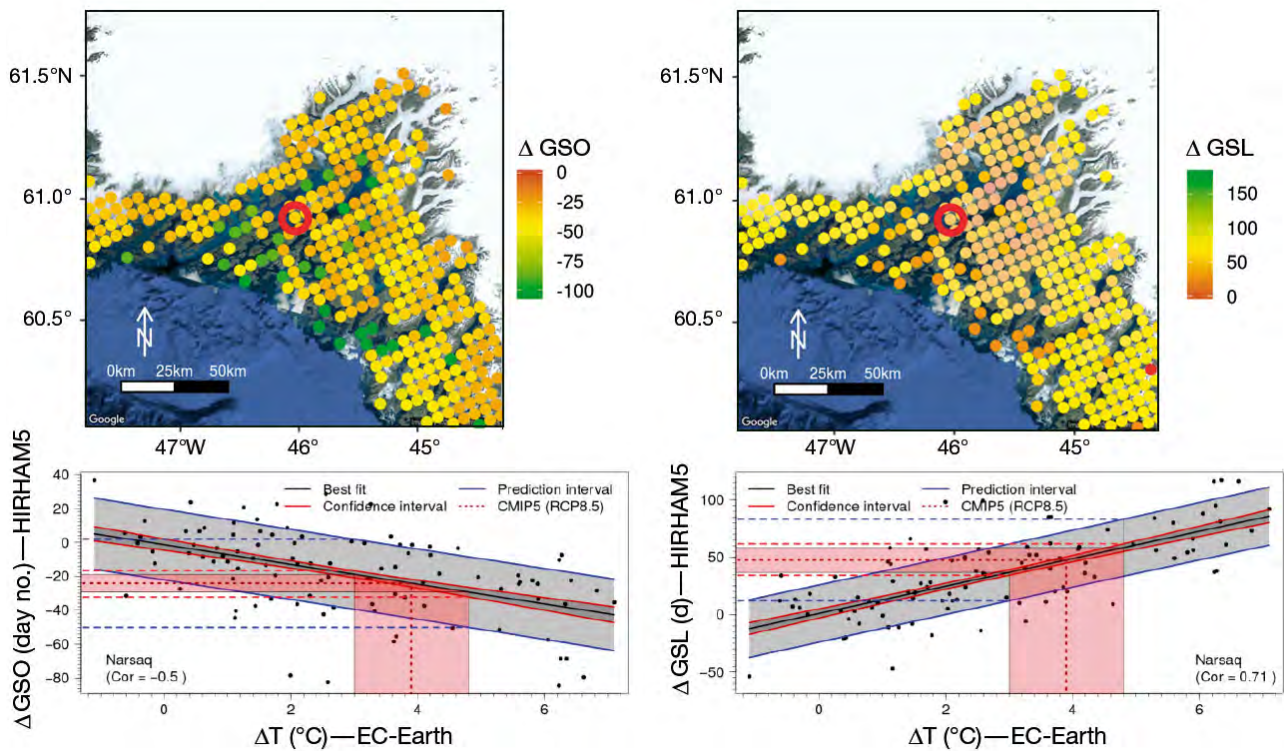 61.5°N
61.0°
60.5°
N
0km 25km 50km
Google
47°W 46° 45°
Δ GSO
0
-25
-50
-75
-100
61.5°N
61.0°
60.5°
N
0km 25km 50km
Google
47°W 46° 45°
Δ GSL
150
100
50
0
ΔGSO (day no.)—HIRHAM5
40
20
0
-20
-40
-60
-80
Best fit
Confidence interval
Prediction interval
CMIP5 (RCP8.5)
Narsaq
(Cor = -0.5 )
0 2 4 6
ΔT (°C)—EC-Earth
ΔGSL (d)—HIRHAM5
100
50
0
-50
Best fit
Confidence interval
Prediction interval
CMIP5 (RCP8.5)
Narsaq
(Cor = 0.71 )
0 2 4 6
ΔT (°C)—EC-Earth